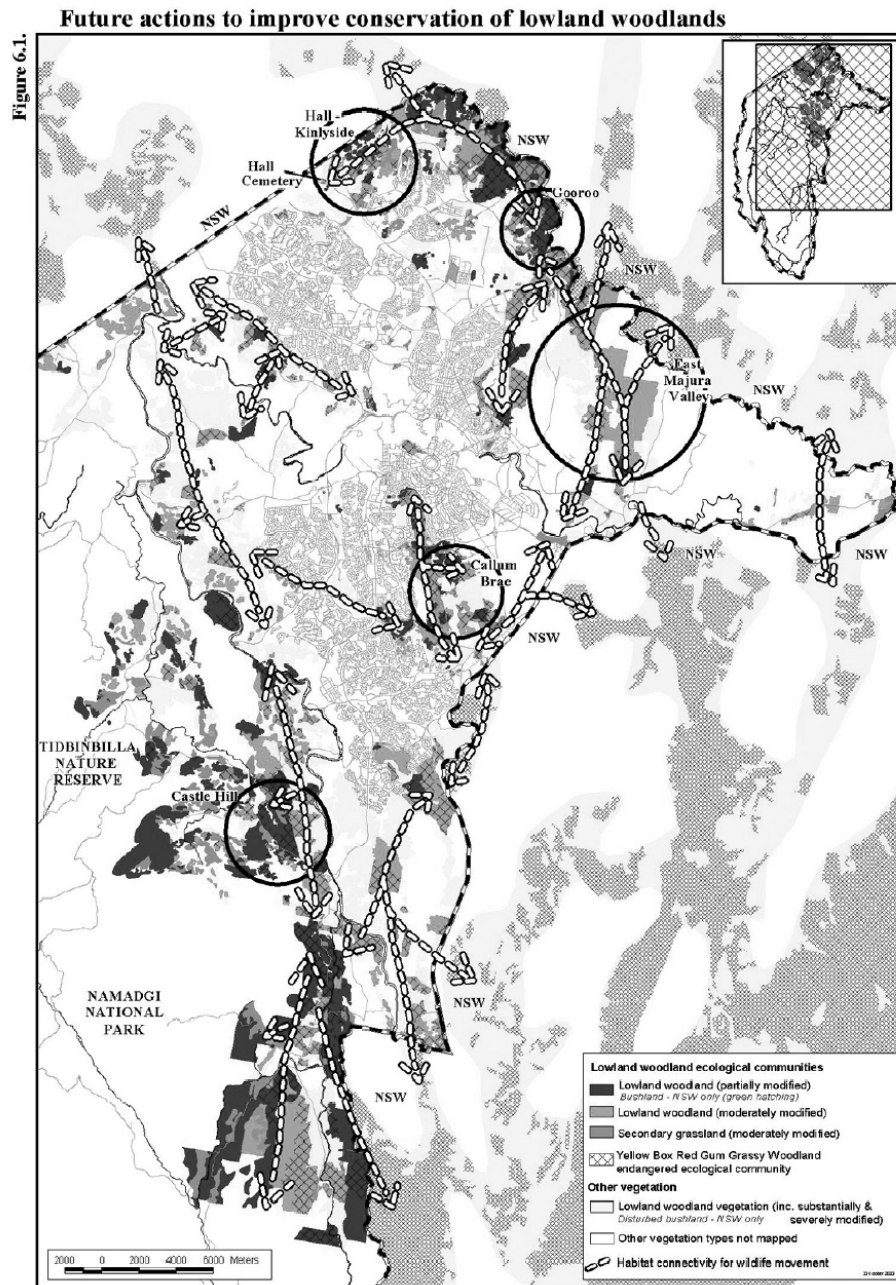 Future actions to improve conservation of lowland woodlands
Figure 6.1.
Hall -
Kinlyside
Hall
Cemetery
NSW
Gooroo
NSW
NSW
East
Majura
Valley
NSW
NSW
NSW
Callum
Brae
NSW
TIDBINBILLA
NATURE
RESERVE
Castle Hill
NAMADGI
NATIONAL
PARK
NSW
NSW
Lowland woodland ecological communities
Lowland woodland (partially modified)
Bushland - NSW only (green hatching)
Lowland woodland (moderately modified)
Secondary grassland (moderately modified)
Yellow Box Red Gum Grassy Woodland
endangered ecological community
Other vegetation
Lowland woodland vegetation (inc. substantially &
Disturbed bushland - NSW only severely modified)
Other vegetation types not mapped
Habitat connectivity for wildlife movement
2000 0 2000 4000 6000 Meters